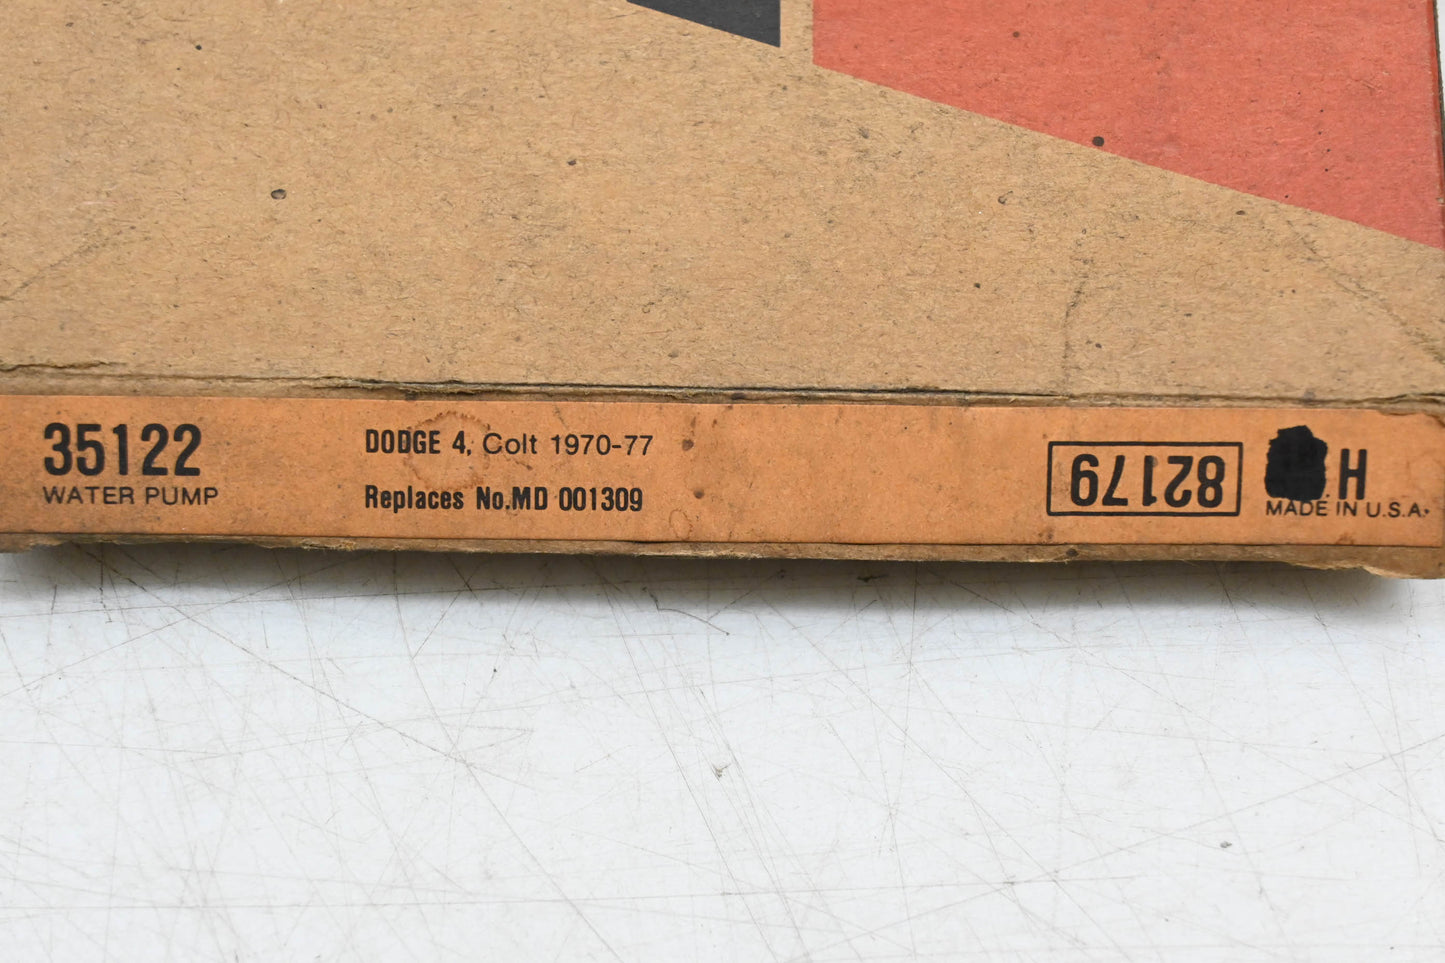 35122
WATER PUMP
DODGE 4, Colt 1970-77
Replaces No.MD 001309
82179
H
MADE IN U.S.A.